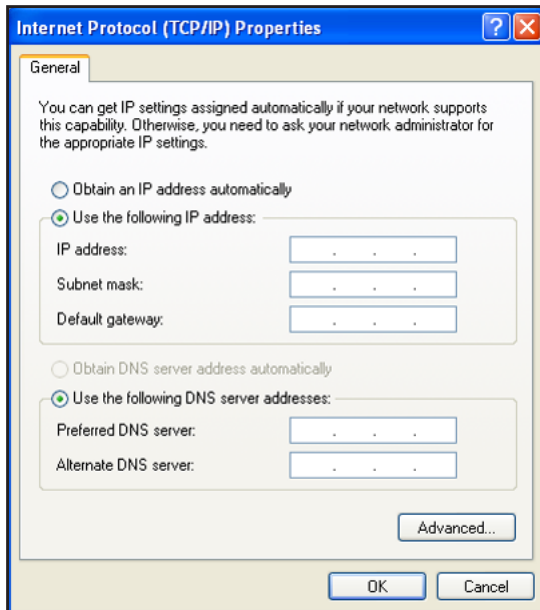 Internet Protocol (TCP/IP) Properties
General
You can get IP settings assigned automatically if your network supports
this capability. Otherwise, you need to ask your network administrator for
the appropriate IP settings.
Obtain an IP address automatically
Use the following IP address:
IP address:
Subnet mask:
Default gateway:
Obtain DNS server address automatically
Use the following DNS server addresses:
Preferred DNS server:
Alternate DNS server:
Advanced...
OK Cancel